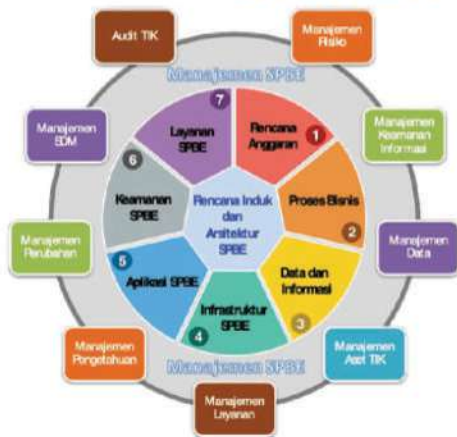 Audit TIK
Manajemen
Risiko
Manajemen SPBE
Manajemen
SDM
Manajemen
Keamanan
Informasi
7
Layanan
SPBE
1
Rencana
Anggaran
6
Keamanan
SPBE
Rencana Induk
dan
Arsitektur
SPBE
Proses Bisnis
2
Manajemen
Perubahan
Manajemen
Data
5
Aplikasi SPBE
Data dan
Informasi
3
4
Infrastruktur
SPBE
Manajemen
Pengetahuan
Manajemen SPBE
Manajemen
Aset TIK
Manajemen
Layanan